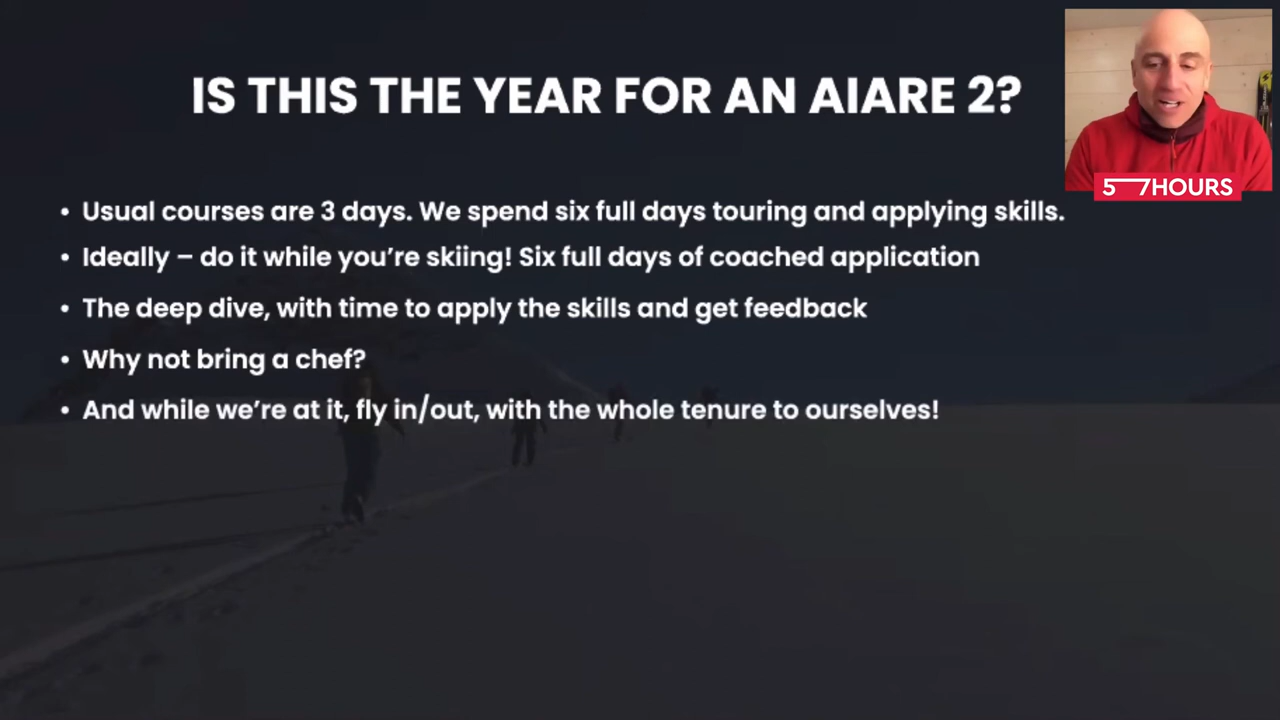 IS THIS THE YEAR FOR AN AIARE 2?
• Usual courses are 3 days. We spend six full days touring and applying skills.
• Ideally – do it while you’re skiing! Six full days of coached application
• The deep dive, with time to apply the skills and get feedback
• Why not bring a chef?
• And while we’re at it, fly in/out, with the whole tenure to ourselves!
57HOURS